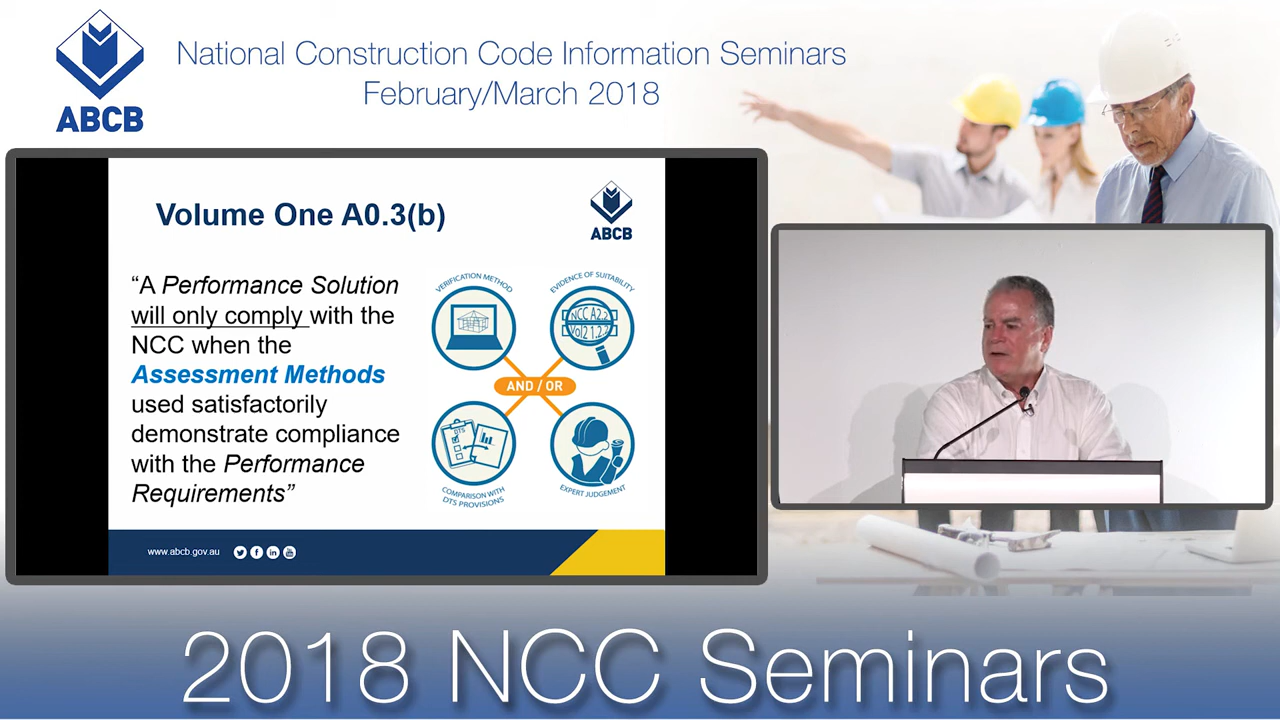 ABCB
National Construction Code Information Seminars
February/March 2018
Volume One A0.3(b)
ABCB
“A Performance Solution
will only comply with the
NCC when the
Assessment Methods
used satisfactorily
demonstrate compliance
with the Performance
Requirements”
VERIFICATION METHOD
EVIDENCE OF SUITABILITY
NCC A2.2
Vol2 1.2.2
AND / OR
DTS
COMPARISON WITH
DTS PROVISIONS
EXPERT JUDGEMENT
www.abcb.gov.au
2018 NCC Seminars